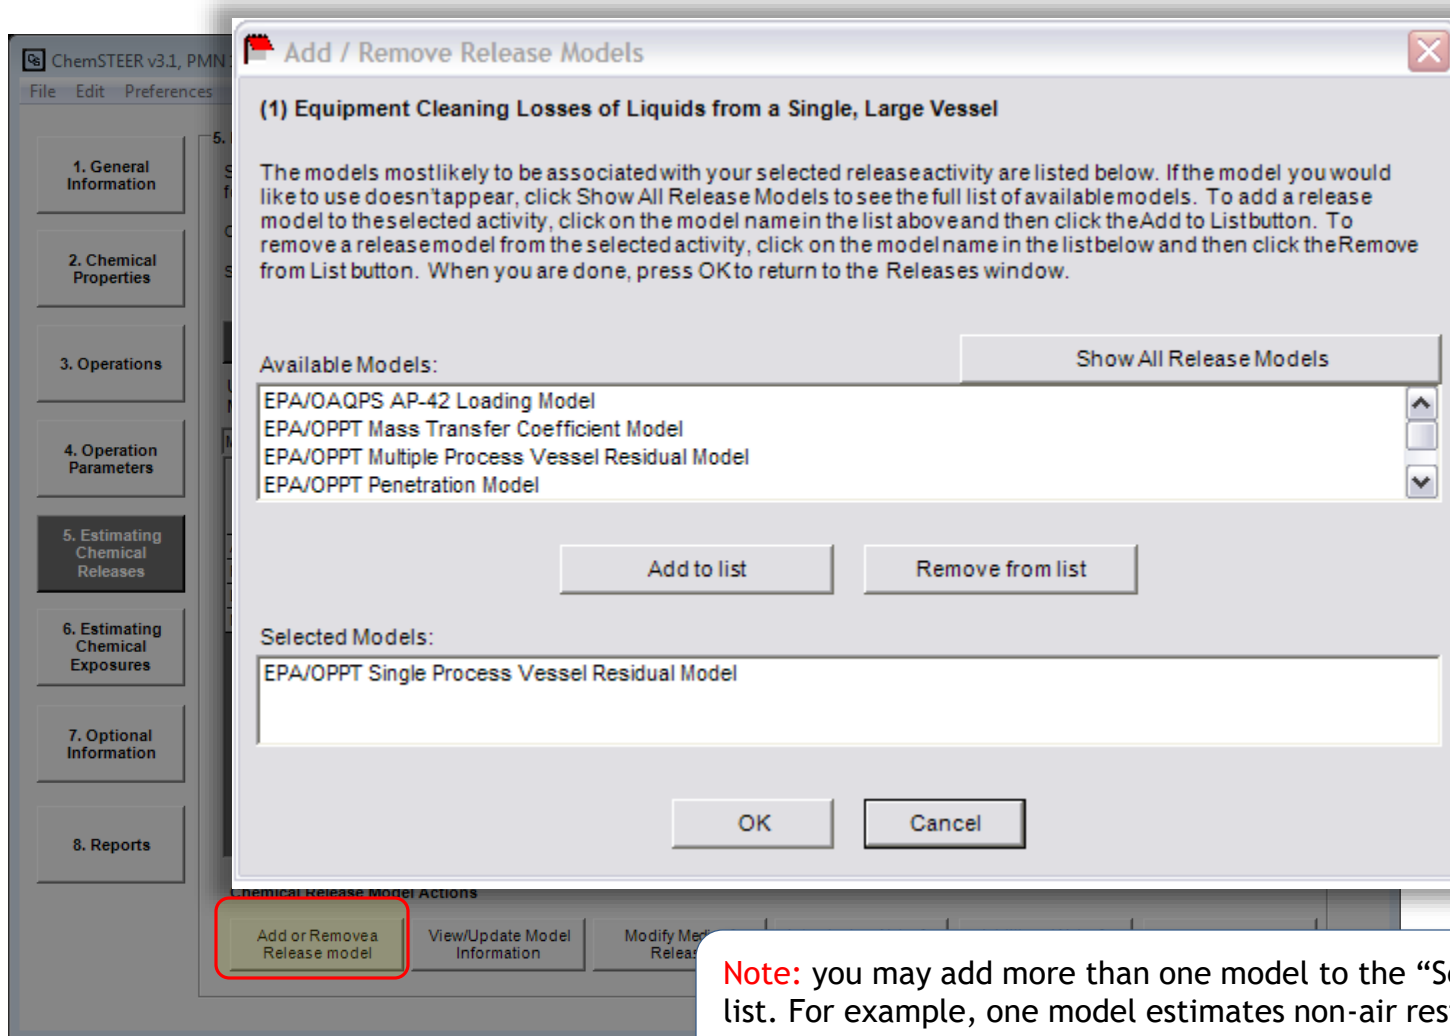 ChemSTEER v3.1, PMN
File Edit Preferences
1. General
Information
2. Chemical
Properties
3. Operations
4. Operation
Parameters
5. Estimating
Chemical
Releases
6. Estimating
Chemical
Exposures
7. Optional
Information
8. Reports
5.
Add / Remove Release Models
(1) Equipment Cleaning Losses of Liquids from a Single, Large Vessel
The models mostlikely to be associated with your selected release activity are listed below. If the model you would
like to use doesn'tappear, click Show All Release Models to see the full list of available models. To add a release
model to the selected activity, click on the model name in the list above and then click the Add to List button. To
remove a release model from the selected activity, click on the model name in the list below and then click the Remove
from List button. When you are done, press OK to return to the Releases window.
Available Models:
Show All Release Models
EPA/OAQPS AP-42 Loading Model
EPA/OPPT Mass Transfer Coefficient Model
EPA/OPPT Multiple Process Vessel Residual Model
EPA/OPPT Penetration Model
Add to list
Remove from list
Selected Models:
EPA/OPPT Single Process Vessel Residual Model
OK
Cancel
Chemical Release Model Actions
Add or Remove a
Release model
View/Update Model
Information
Modify Med
Releas
Note: you may add more than one model to the “Se
list. For example, one model estimates non-air resi